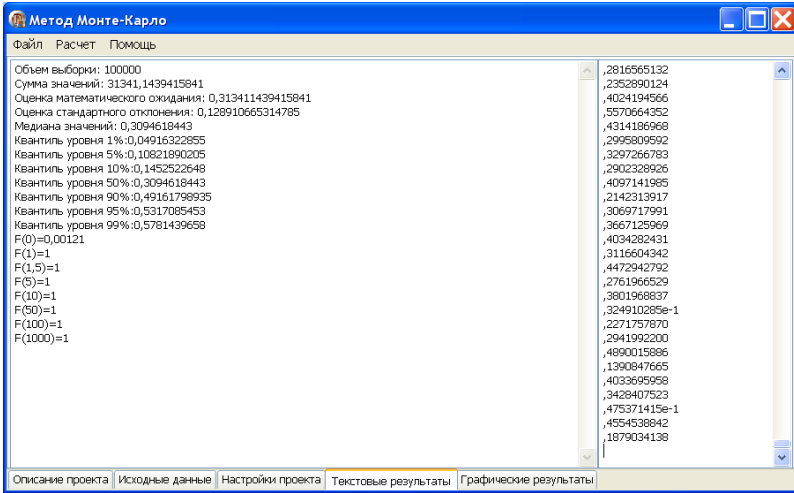 Метод Монте-Карло
Файл Расчет Помощь
Объем выборки: 100000
Сумма значений: 31341,1439415841
Оценка математического ожидания: 0,313411439415841
Оценка стандартного отклонения: 0,128910665314785
Медиана значений: 0,3094618443
Квантиль уровня 1%:0,04916322855
Квантиль уровня 5%:0,10821890205
Квантиль уровня 10%:0,1452522648
Квантиль уровня 50%:0,3094618443
Квантиль уровня 90%:0,49161798935
Квантиль уровня 95%:0,5317085453
Квантиль уровня 99%:0,5781439658
F(0)=0,00121
F(1)=1
F(1,5)=1
F(5)=1
F(10)=1
F(50)=1
F(100)=1
F(1000)=1
,2816565132
,2352890124
,4024194566
,5570664352
,4314186968
,2995809592
,3297266783
,2902328926
,4097141985
,2142313917
,3069717991
,3667125969
,4034282431
,3116604342
,4472942792
,2761966529
,3801968837
,324910285e-1
,2271757870
,2941992200
,4890015886
,1390847665
,4033695958
,3428407523
,475371415e-1
,4554538842
,1879034138
Описание проекта Исходные данные Настройки проекта Текстовые результаты Графические результаты